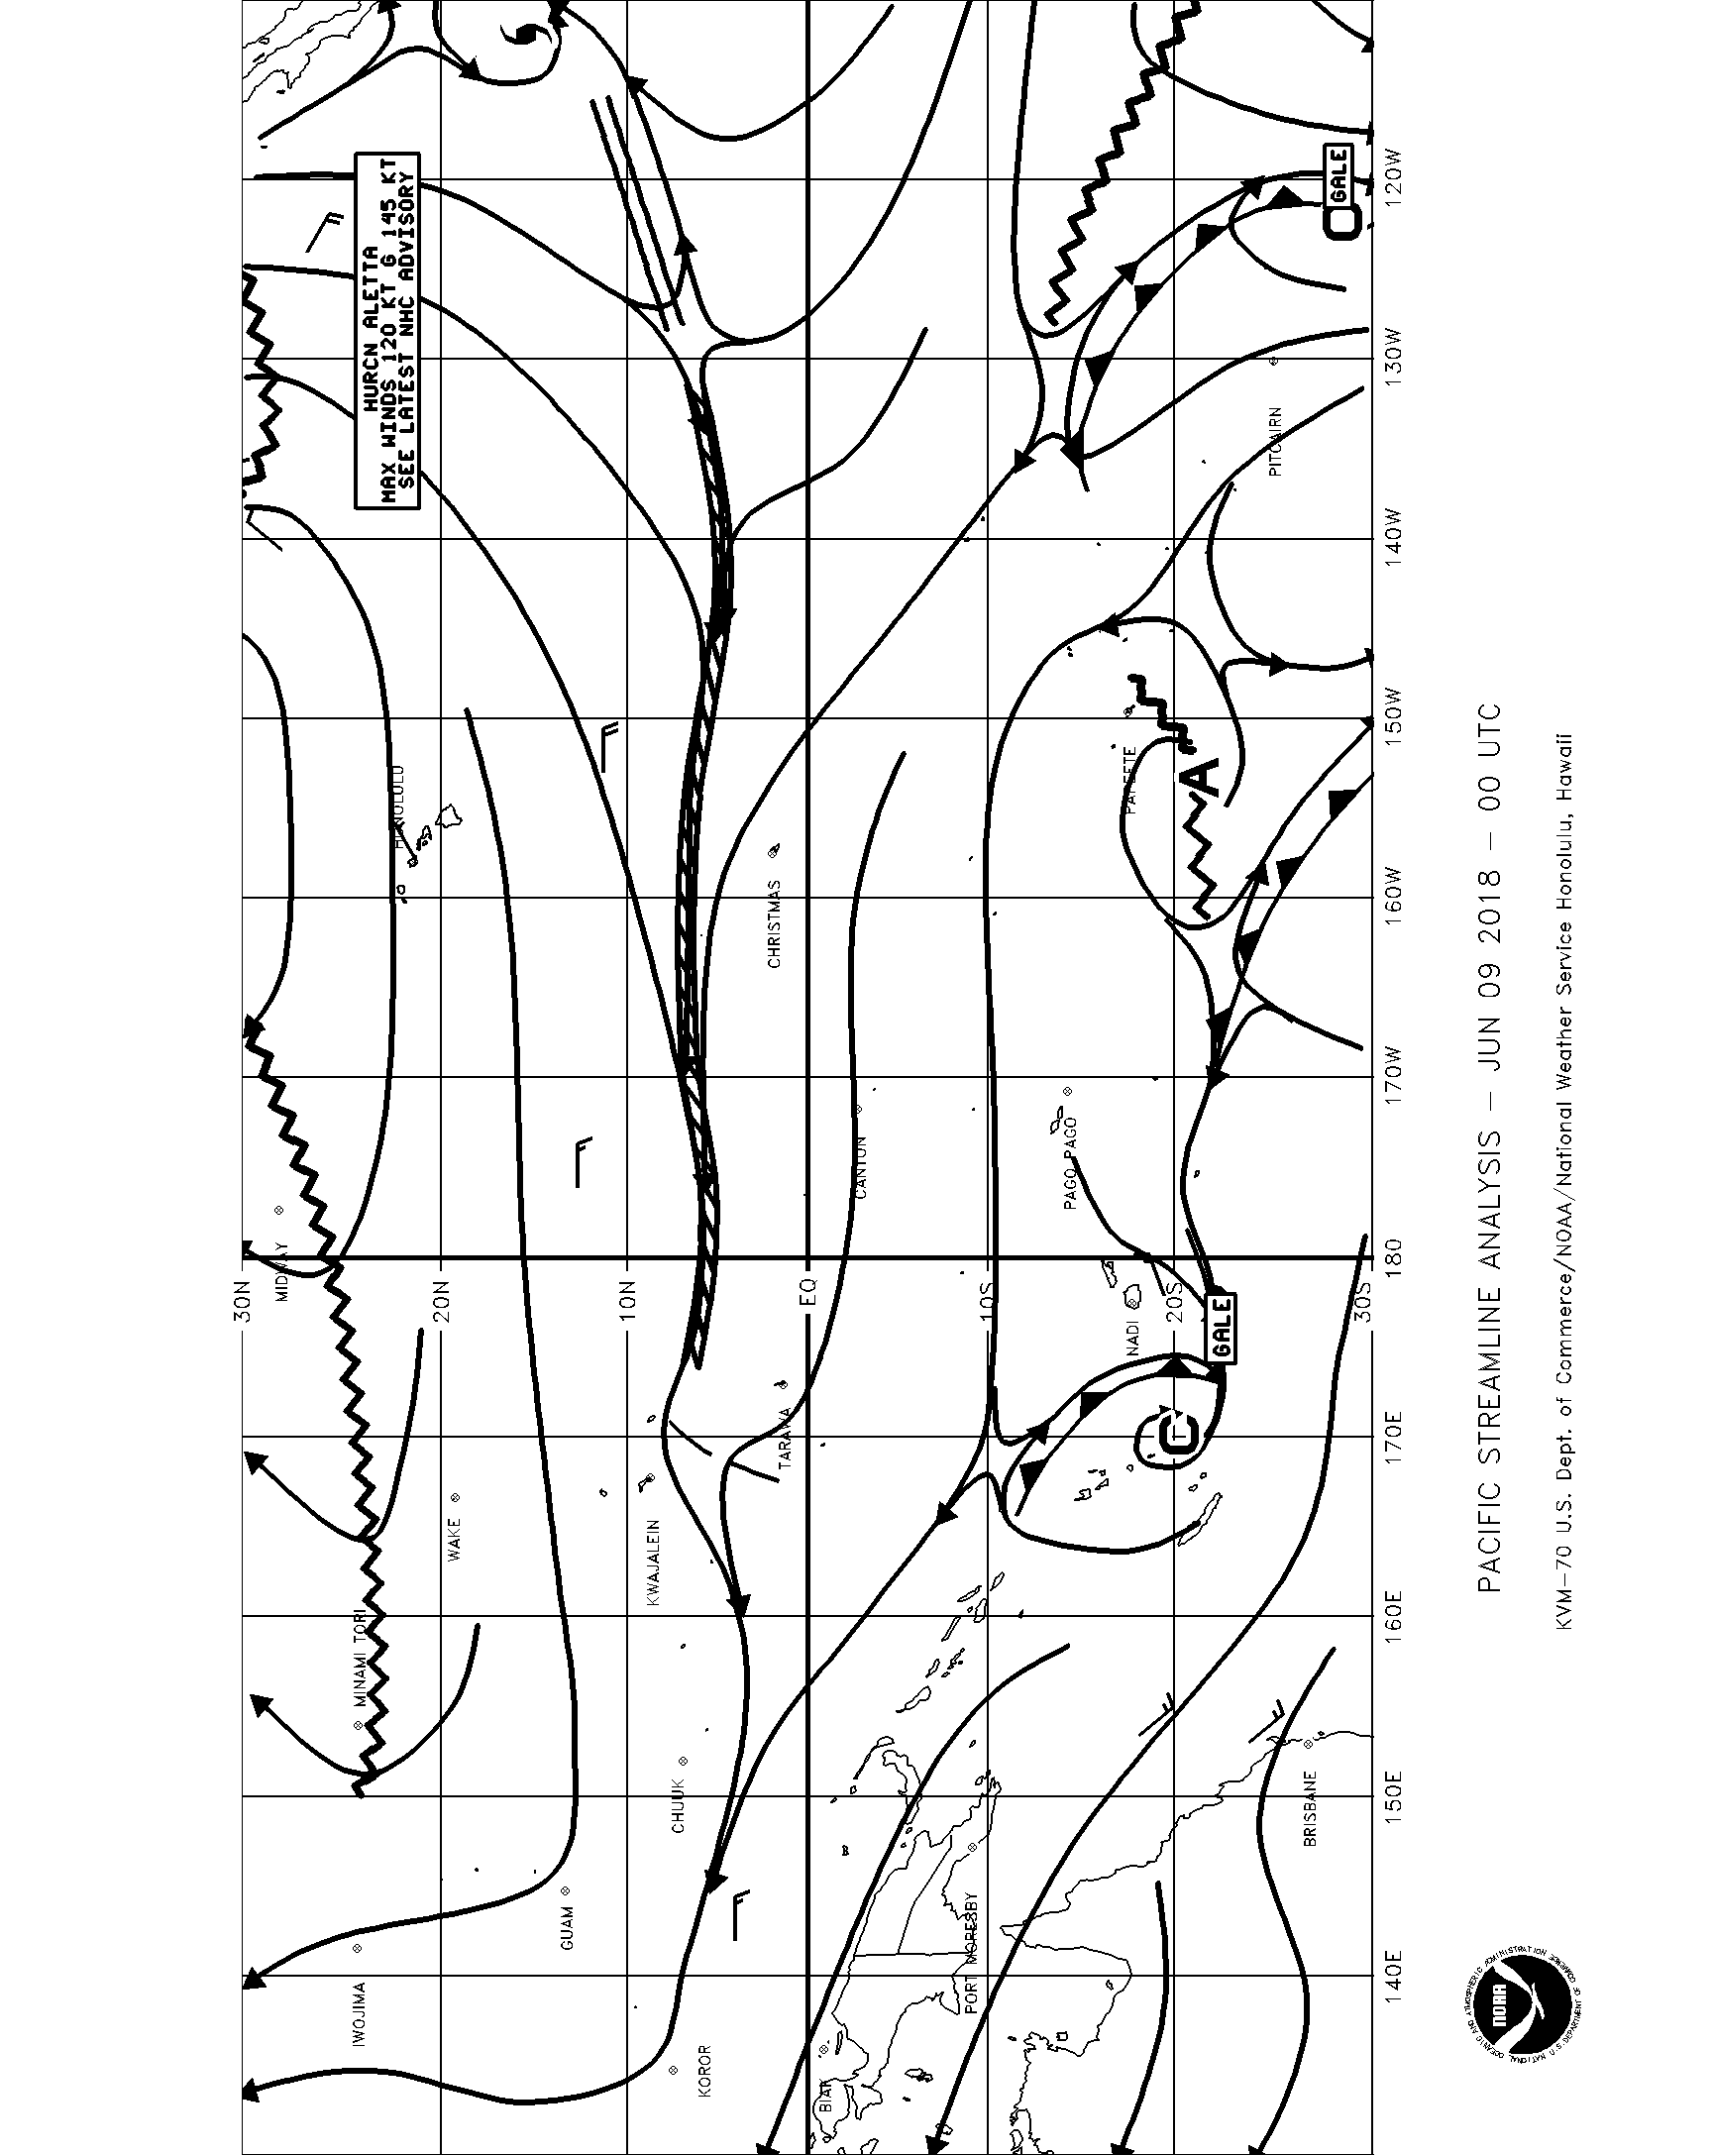 HURCN ALETTA
MAX WINDS 120 KT G 145 KT
SEE LATEST NHC ADVISORY
GALE
GALE
A
C
30N
20N
10N
EQ
10S
20S
30S
140E
150E
160E
170E
180
170W
160W
150W
140W
130W
120W
IWOJIMA
MINAMI TORI
MIDWAY
HONOLULU
WAKE
GUAM
KOROR
CHUUK
KWAJALEIN
TARAWA
CHRISTMAS
CANTON
BIAK
PORT MORESBY
NADI
PAGO PAGO
PAPEETE
PITCAIRN
BRISBANE
PACIFIC STREAMLINE ANALYSIS - JUN 09 2018 - 00 UTC
KVM-70 U.S. Dept. of Commerce/NOAA/National Weather Service Honolulu, Hawaii
NATIONAL OCEANIC AND ATMOSPHERIC ADMINISTRATION
U.S. DEPARTMENT OF COMMERCE
NOAA